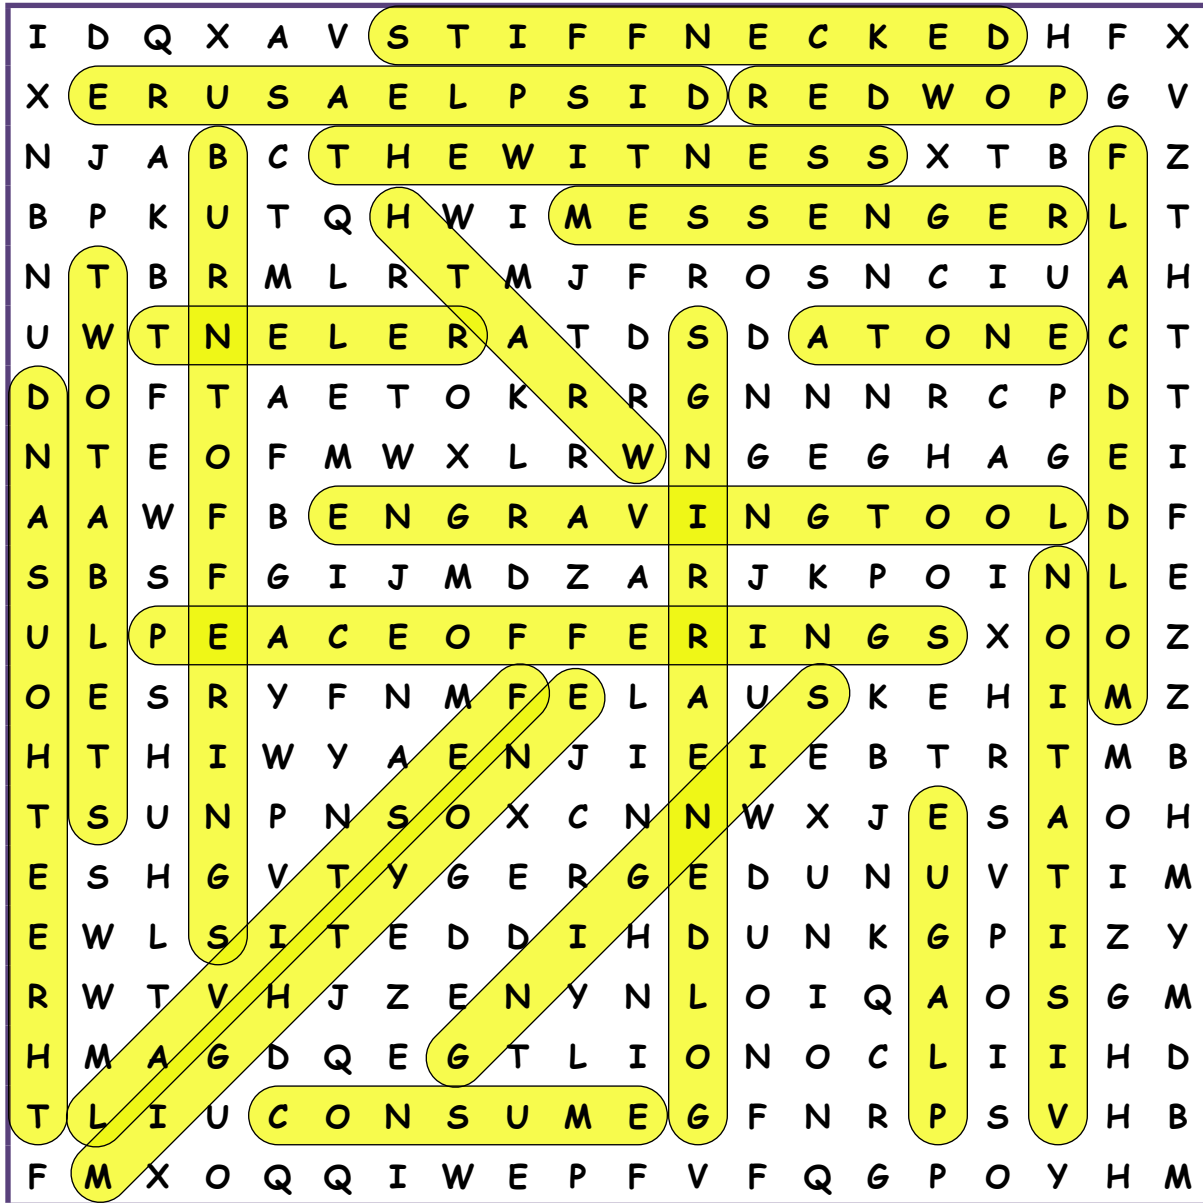 I D Q X A V S T I F F N E C K E D H F X
X E R U S A E L P S I D R E D W O P G V
N J A B C T H E W I T N E S S X T B F Z
B P K U T Q H W I M E S S E N G E R L T
N T B R M L R T M J F R O S N C I U A H
U W T N E L E R A T D S D A T O N E C T
D O F T A E T O K R R G N N N R C P D T
N T E O F M W X L R W N G E G H A G E I
A A W F B E N G R A V I N G T O O L D F
S B S F G I J M D Z A R J K P O I N L E
U L P E A C E O F F E R I N G S X O O Z
O E S R Y F N M F E L A U S K E H I M Z
H T H I W Y A E N J I E I E B T R T M B
T S U N P N S O X C N N W X J E S A O H
E S H G V T Y G E R G E D U N U V T I M
E W L S I T E D D I H D U N K G P I Z Y
R W T V H J Z E N Y N L O I Q A O S G M
H M A G D Q E G T L I O N O C L I I H D
T L I U C O N S U M E G F N R P S V H B
F M X O Q Q I W E P F V F Q G P O Y H M